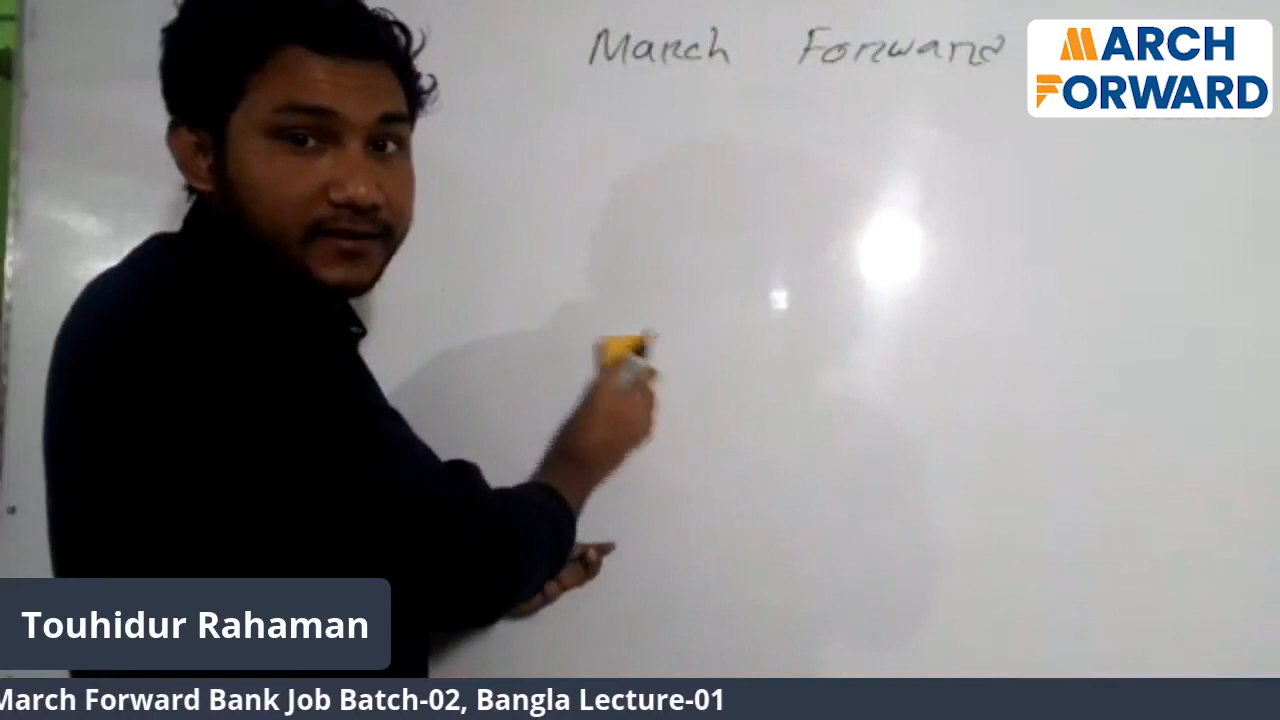 March Forward
MARCH
FORWARD
Touhidur Rahaman
March Forward Bank Job Batch-02, Bangla Lecture-01